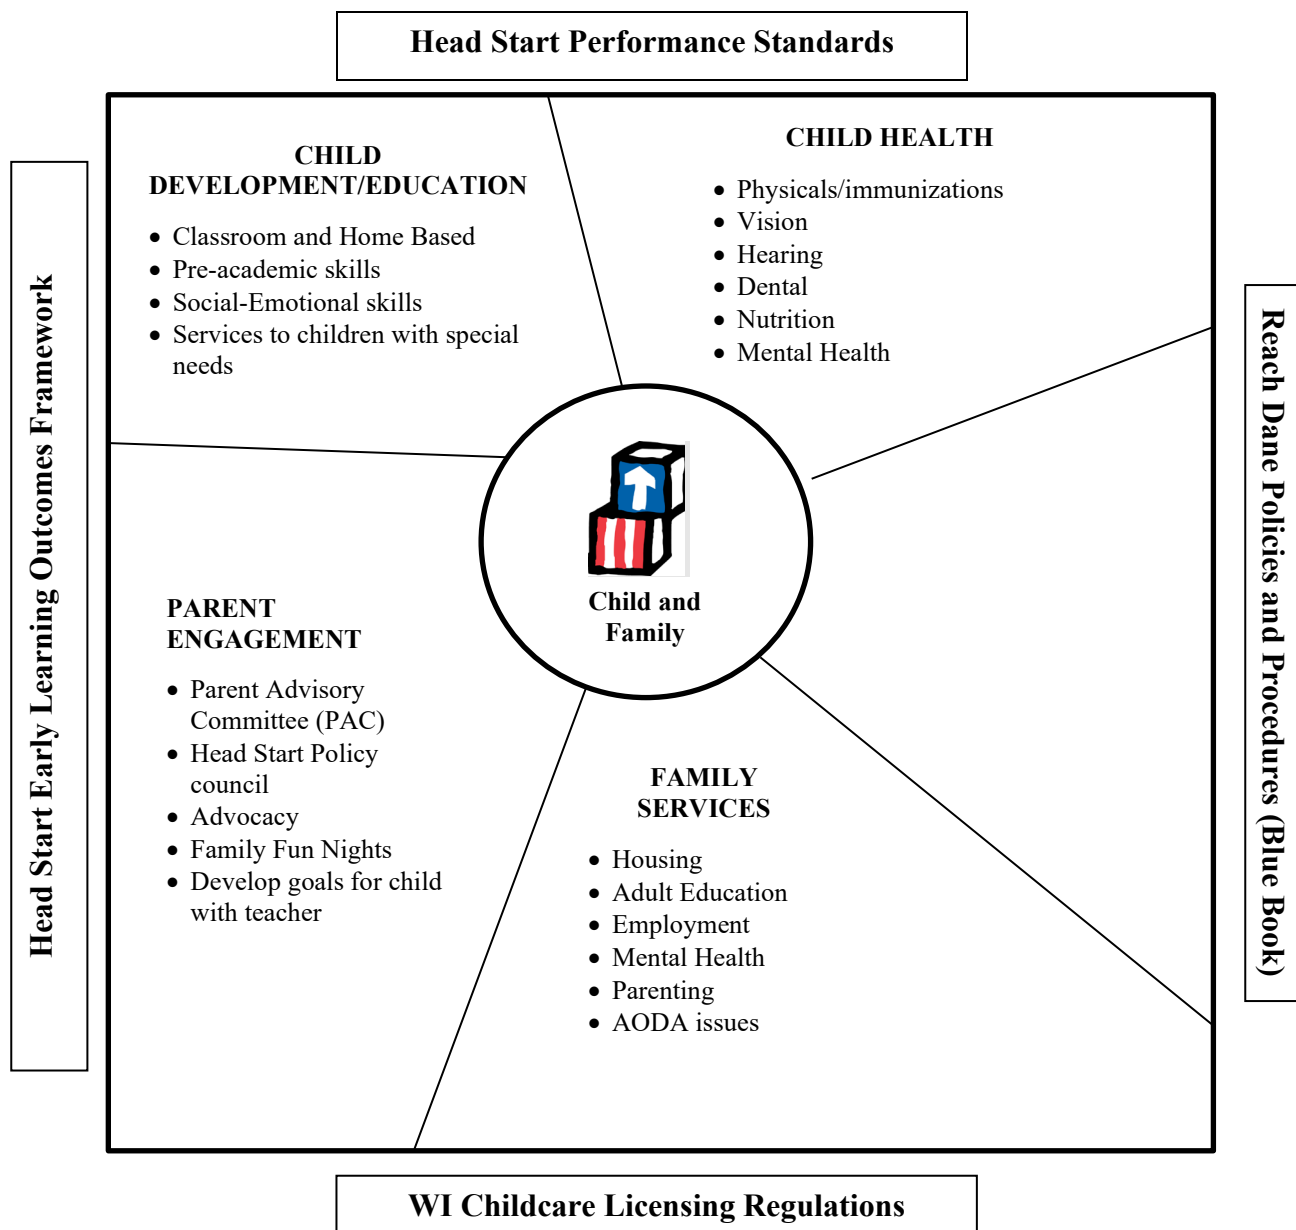 Head Start Performance Standards
Head Start Early Learning Outcomes Framework
CHILD
DEVELOPMENT/EDUCATION
• Classroom and Home Based
• Pre-academic skills
• Social-Emotional skills
• Services to children with special
needs
CHILD HEALTH
• Physicals/immunizations
• Vision
• Hearing
• Dental
• Nutrition
• Mental Health
Reach Dane Policies and Procedures (Blue Book)
Child and
Family
PARENT
ENGAGEMENT
• Parent Advisory
Committee (PAC)
• Head Start Policy
council
• Advocacy
• Family Fun Nights
• Develop goals for child
with teacher
FAMILY
SERVICES
• Housing
• Adult Education
• Employment
• Mental Health
• Parenting
• AODA issues
WI Childcare Licensing Regulations